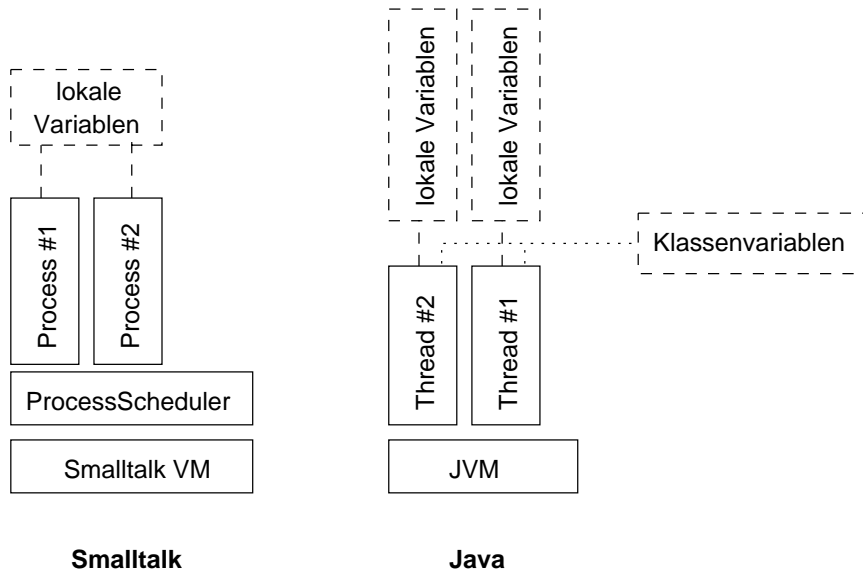 lokale
Variablen
Process #1
Process #2
ProcessScheduler
Smalltalk VM
Smalltalk
lokale Variablen
lokale Variablen
Klassenvariablen
Thread #2
Thread #1
JVM
Java